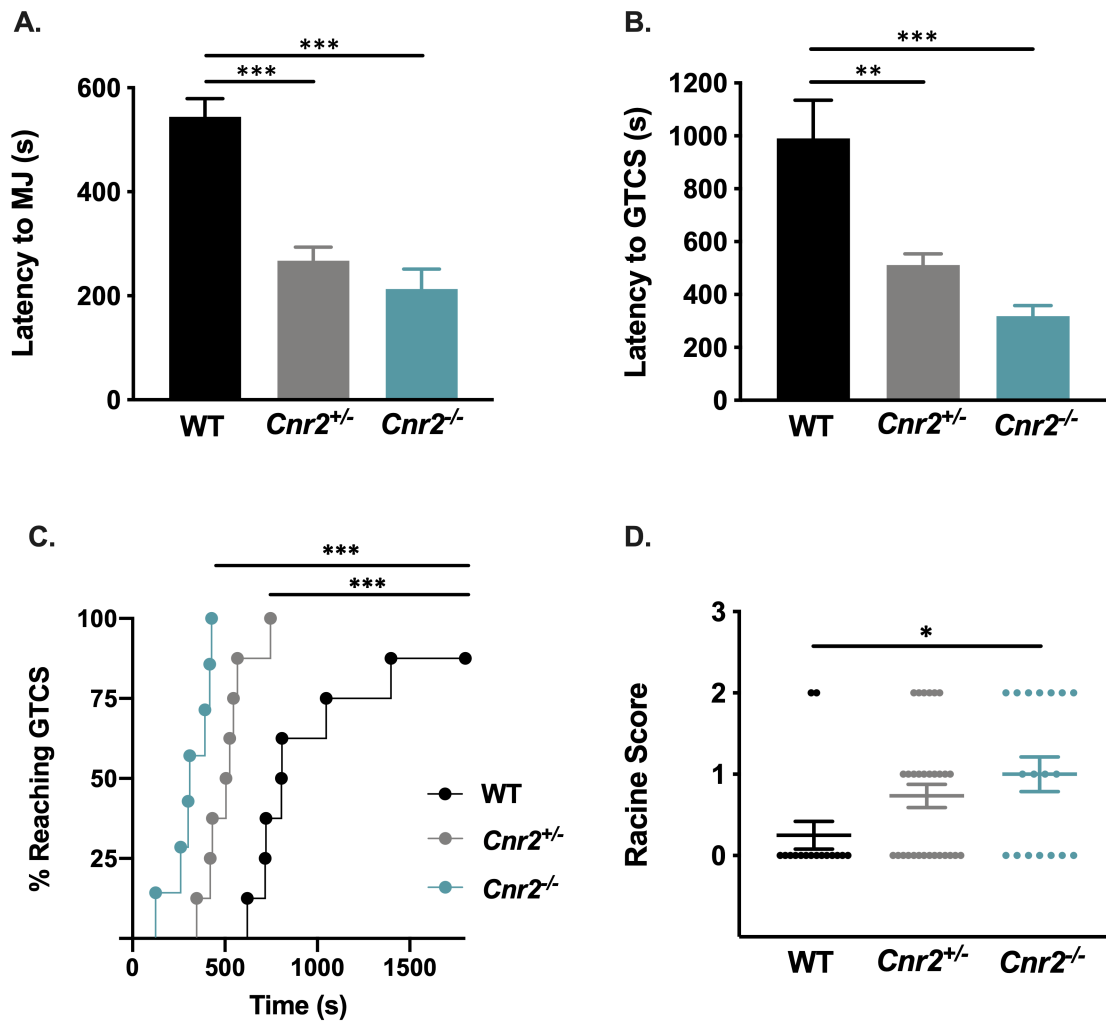 A.
***
***
Latency to MJ (s)
600
400
200
0
WT Cnr2+/- Cnr2-/-
B.
***
**
Latency to GTCS (s)
1200
1000
800
600
400
200
0
WT Cnr2+/- Cnr2-/-
C.
***
***
% Reaching GTCS
100
75
50
25
0 500 1000 1500
Time (s)
WT
Cnr2+/-
Cnr2-/-
D.
*
Racine Score
3
2
1
0
WT Cnr2+/- Cnr2-/-